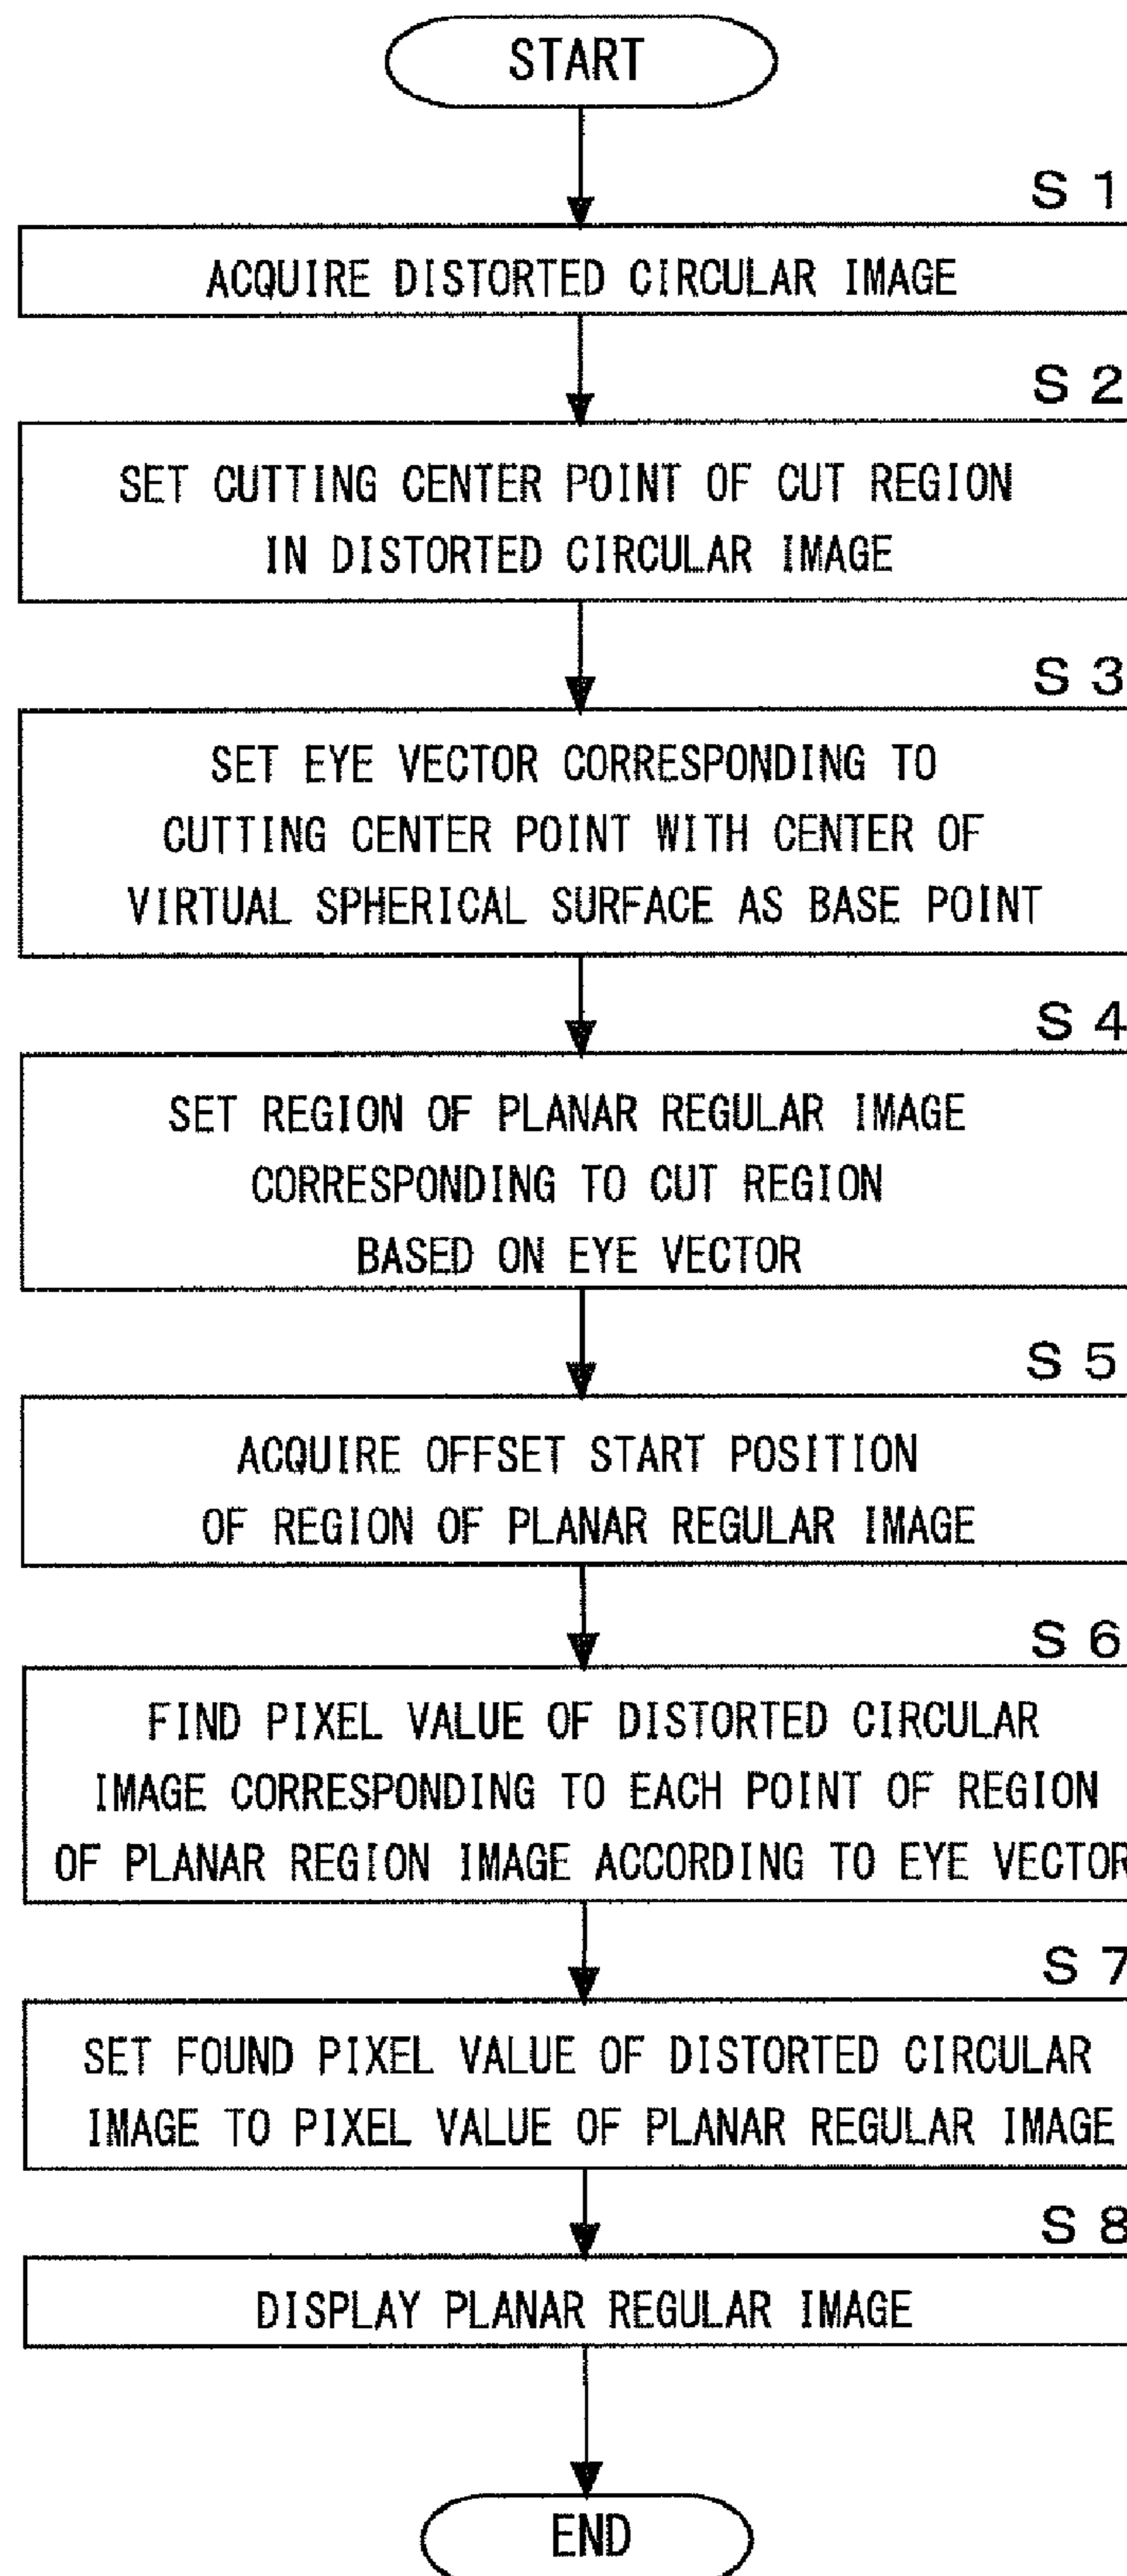 START
S 1
ACQUIRE DISTORTED CIRCULAR IMAGE
S 2
SET CUTTING CENTER POINT OF CUT REGION
IN DISTORTED CIRCULAR IMAGE
S 3
SET EYE VECTOR CORRESPONDING TO
CUTTING CENTER POINT WITH CENTER OF
VIRTUAL SPHERICAL SURFACE AS BASE POINT
S 4
SET REGION OF PLANAR REGULAR IMAGE
CORRESPONDING TO CUT REGION
BASED ON EYE VECTOR
S 5
ACQUIRE OFFSET START POSITION
OF REGION OF PLANAR REGULAR IMAGE
S 6
FIND PIXEL VALUE OF DISTORTED CIRCULAR
IMAGE CORRESPONDING TO EACH POINT OF REGION
OF PLANAR REGION IMAGE ACCORDING TO EYE VECTOR
S 7
SET FOUND PIXEL VALUE OF DISTORTED CIRCULAR
IMAGE TO PIXEL VALUE OF PLANAR REGULAR IMAGE
S 8
DISPLAY PLANAR REGULAR IMAGE
END